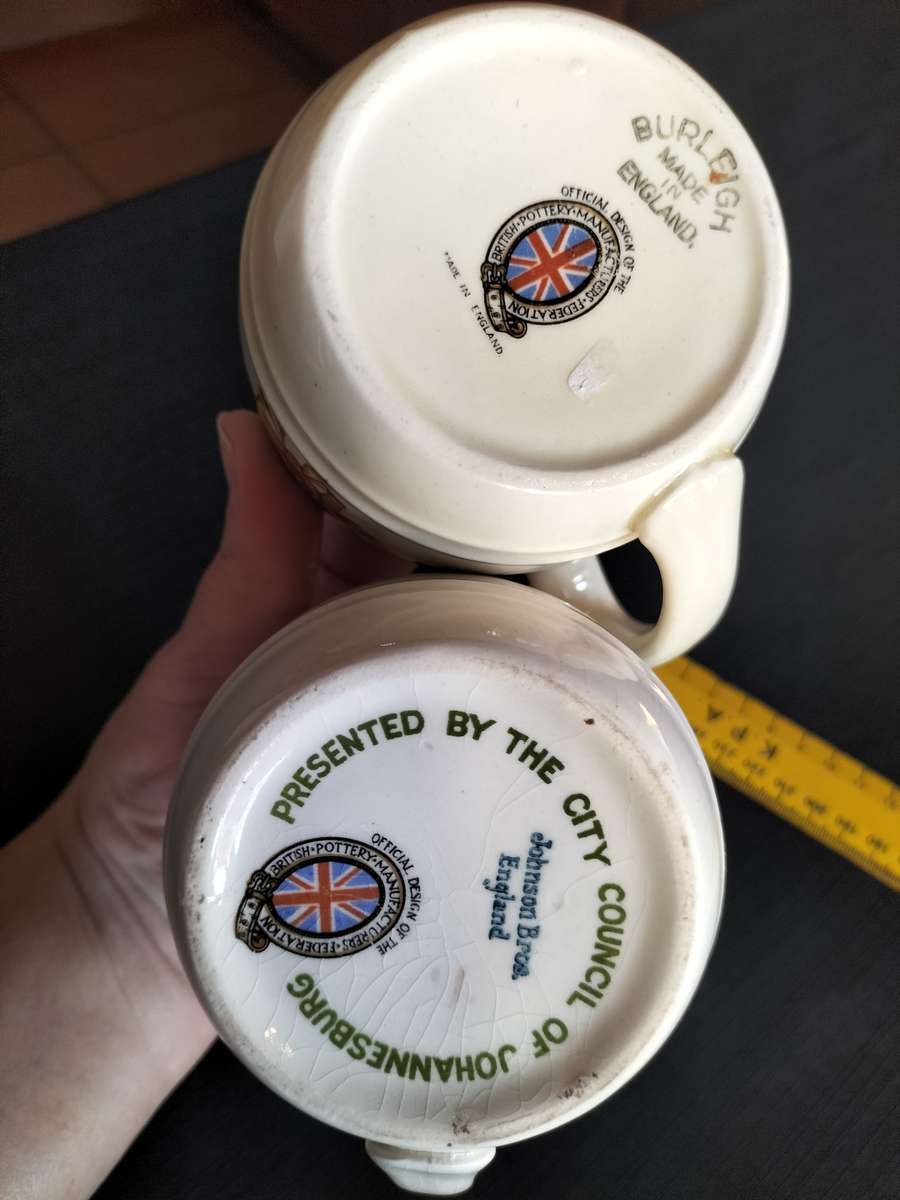 BURLEIGH
MADE
IN
ENGLAND.
OFFICIAL DESIGN OF THE
BRITISH·POTTERY·MANUFACTURERS·FEDERATION
MADE IN ENGLAND.
PRESENTED BY THE CITY COUNCIL OF JOHANNESBURG
OFFICIAL DESIGN OF THE
BRITISH·POTTERY·MANUFACTURERS·FEDERATION
Johnson Bros.
England